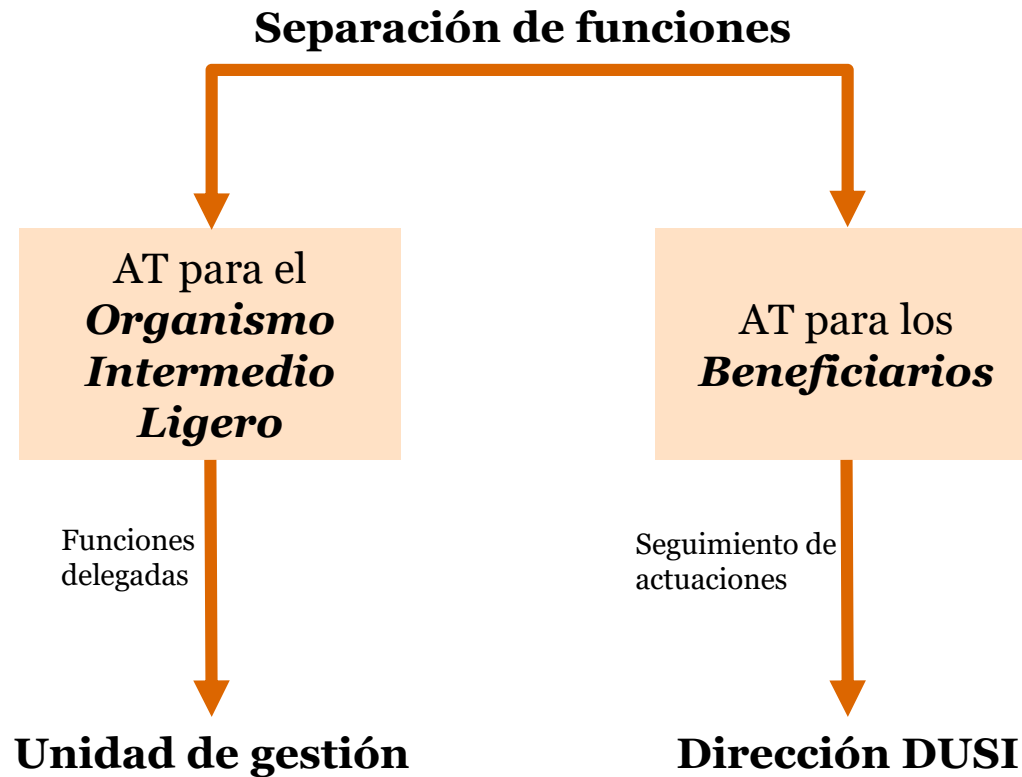 Separación de funciones
AT para el
Organismo
Intermedio
Ligero
AT para los
Beneficiarios
Funciones
delegadas
Seguimiento de
actuaciones
Unidad de gestión
Dirección DUSI